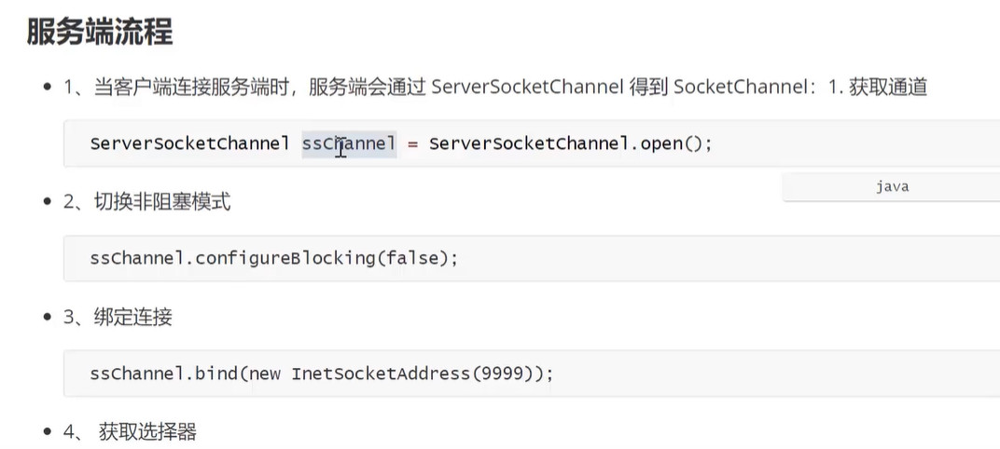 服务端流程
1、当客户端连接服务端时，服务端会通过 ServerSocketChannel 得到 SocketChannel：1. 获取通道
ServerSocketChannel ssChannel = ServerSocketChannel.open();
java
2、切换非阻塞模式
ssChannel.configureBlocking(false);
3、绑定连接
ssChannel.bind(new InetSocketAddress(9999));
4、 获取选择器